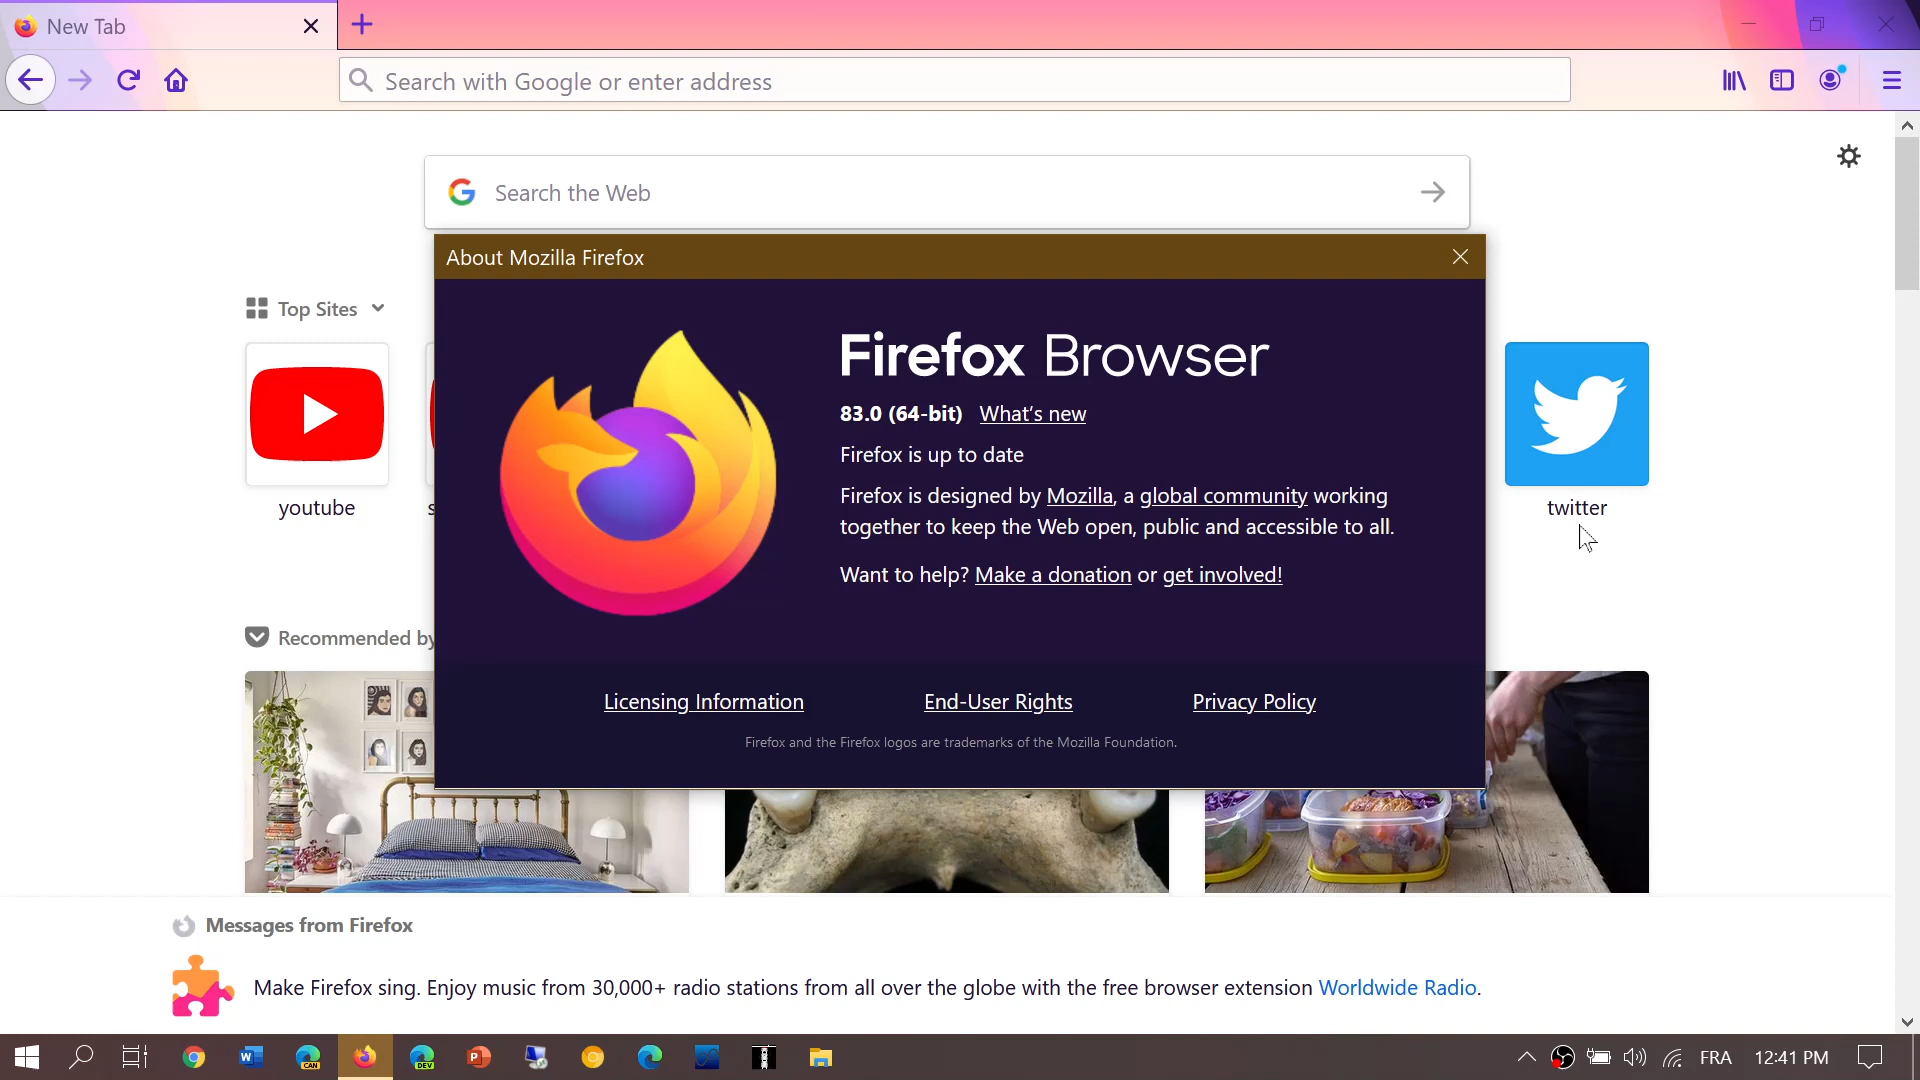 New Tab
Search with Google or enter address
Search the Web
About Mozilla Firefox
Top Sites
Firefox Browser
83.0 (64-bit) What's new
Firefox is up to date
Firefox is designed by Mozilla, a global community working
together to keep the Web open, public and accessible to all.
Want to help? Make a donation or get involved!
youtube
twitter
Recommended by
Licensing Information
End-User Rights
Privacy Policy
Firefox and the Firefox logos are trademarks of the Mozilla Foundation.
Messages from Firefox
Make Firefox sing. Enjoy music from 30,000+ radio stations from all over the globe with the free browser extension Worldwide Radio.
CAN
DEV
FRA
12:41 PM